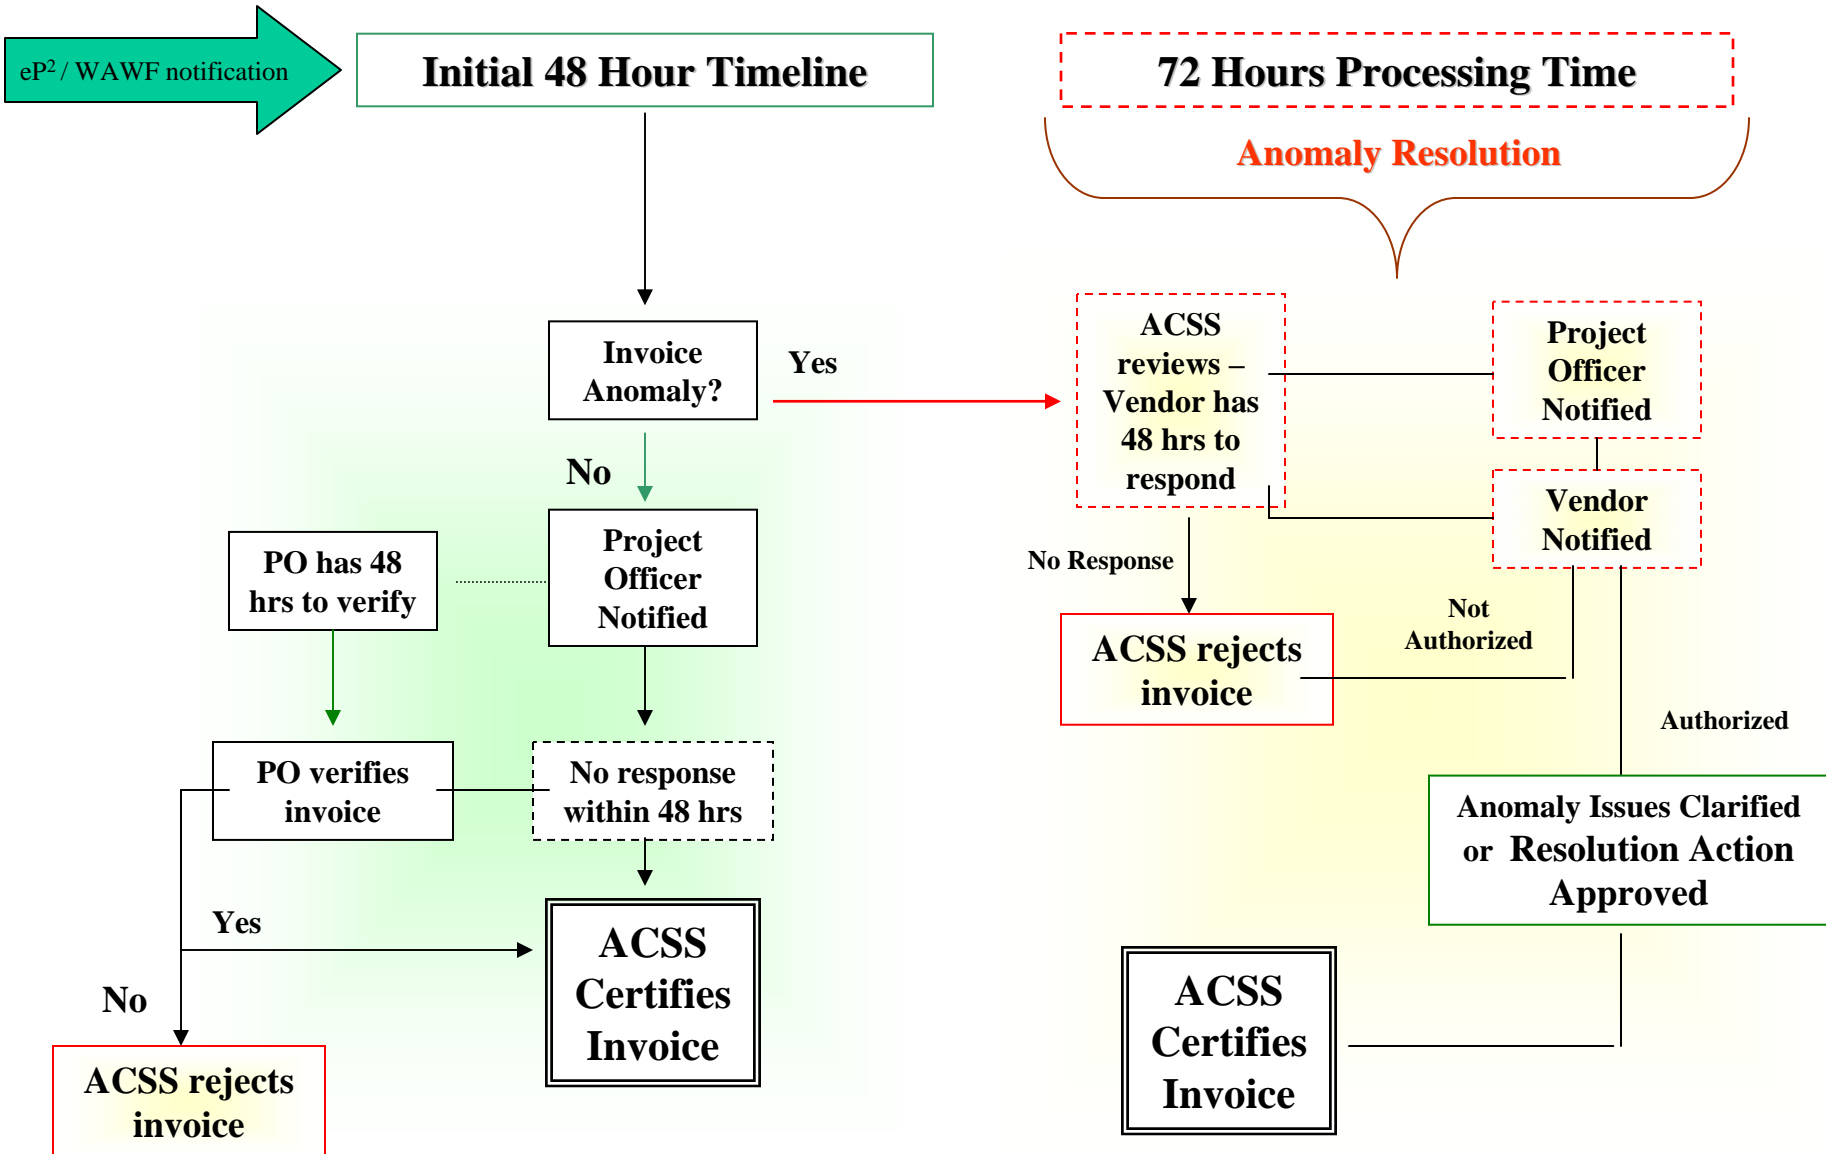 eP² / WAWF notification
Initial 48 Hour Timeline
72 Hours Processing Time
Anomaly Resolution
Invoice
Anomaly?
Yes
No
Project
Officer
Notified
PO has 48
hrs to verify
PO verifies
invoice
No response
within 48 hrs
Yes
No
ACSS
Certifies
Invoice
ACSS rejects
invoice
ACSS
reviews –
Vendor has
48 hrs to
respond
Project
Officer
Notified
Vendor
Notified
No Response
Not
Authorized
ACSS rejects
invoice
Authorized
Anomaly Issues Clarified
or Resolution Action
Approved
ACSS
Certifies
Invoice